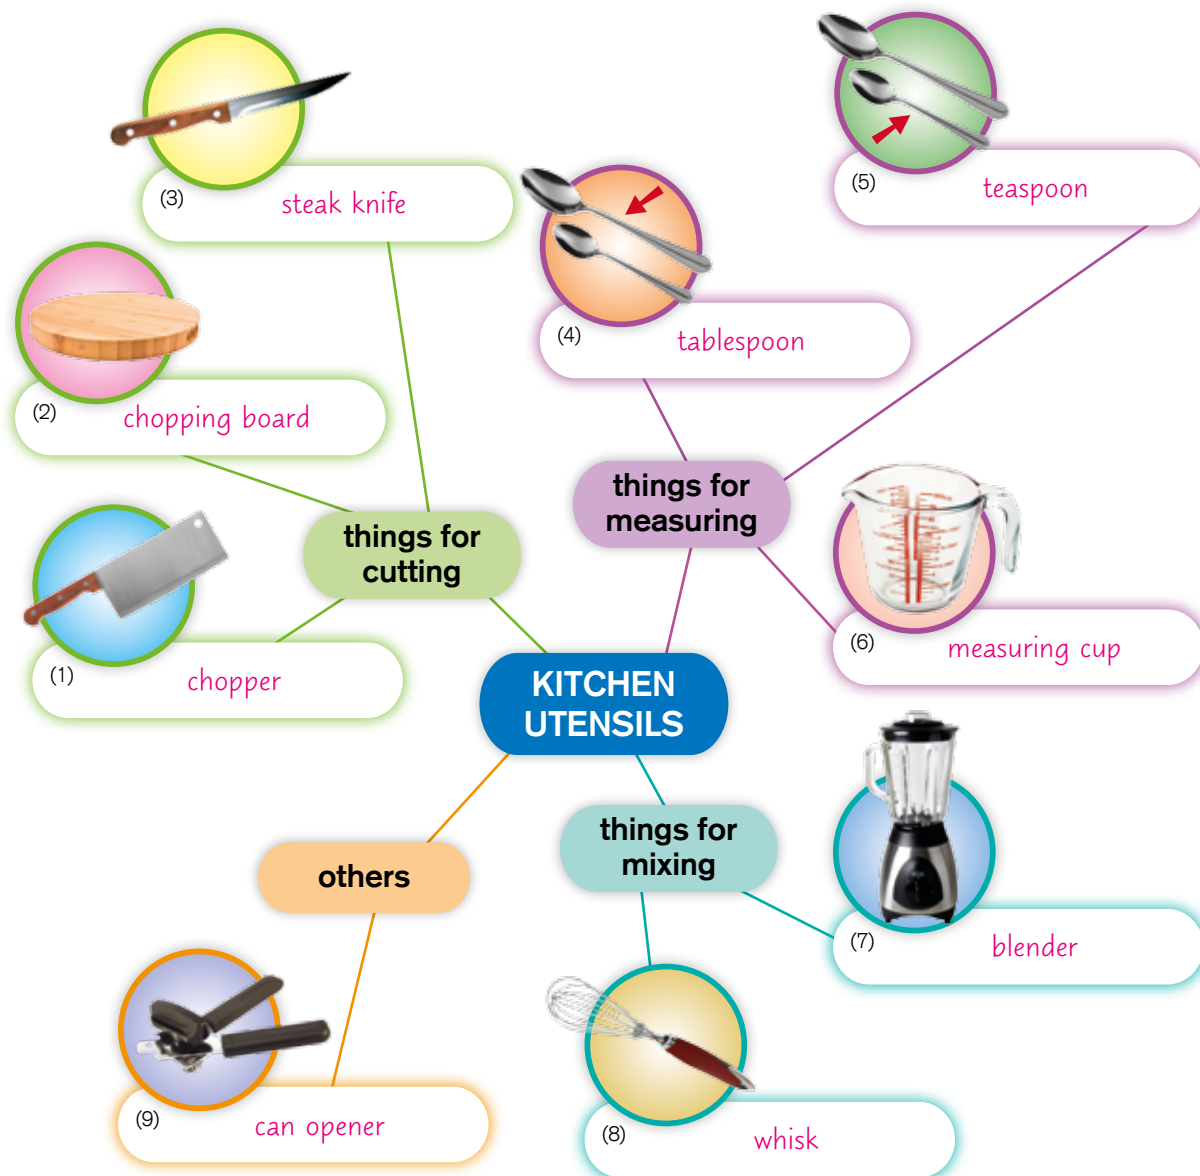 (3)
steak knife
(5)
teaspoon
(4)
tablespoon
(2)
chopping board
things for
measuring
things for
cutting
(6)
measuring cup
(1)
chopper
KITCHEN
UTENSILS
things for
mixing
others
(7)
blender
(9)
can opener
(8)
whisk